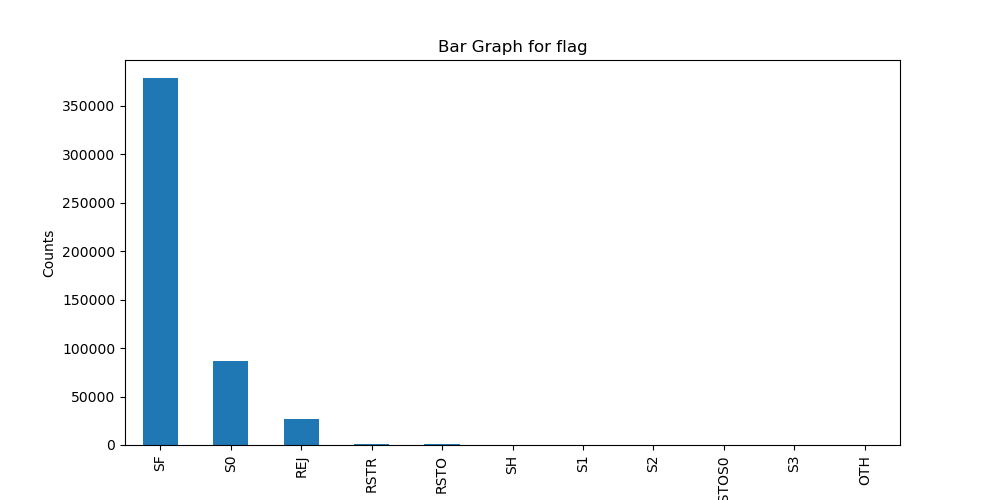 Bar Graph for flag
Counts
350000
300000
250000
200000
150000
100000
50000
0
SF
S0
REJ
RSTR
RSTO
SH
S1
S2
STOS0
S3
OTH